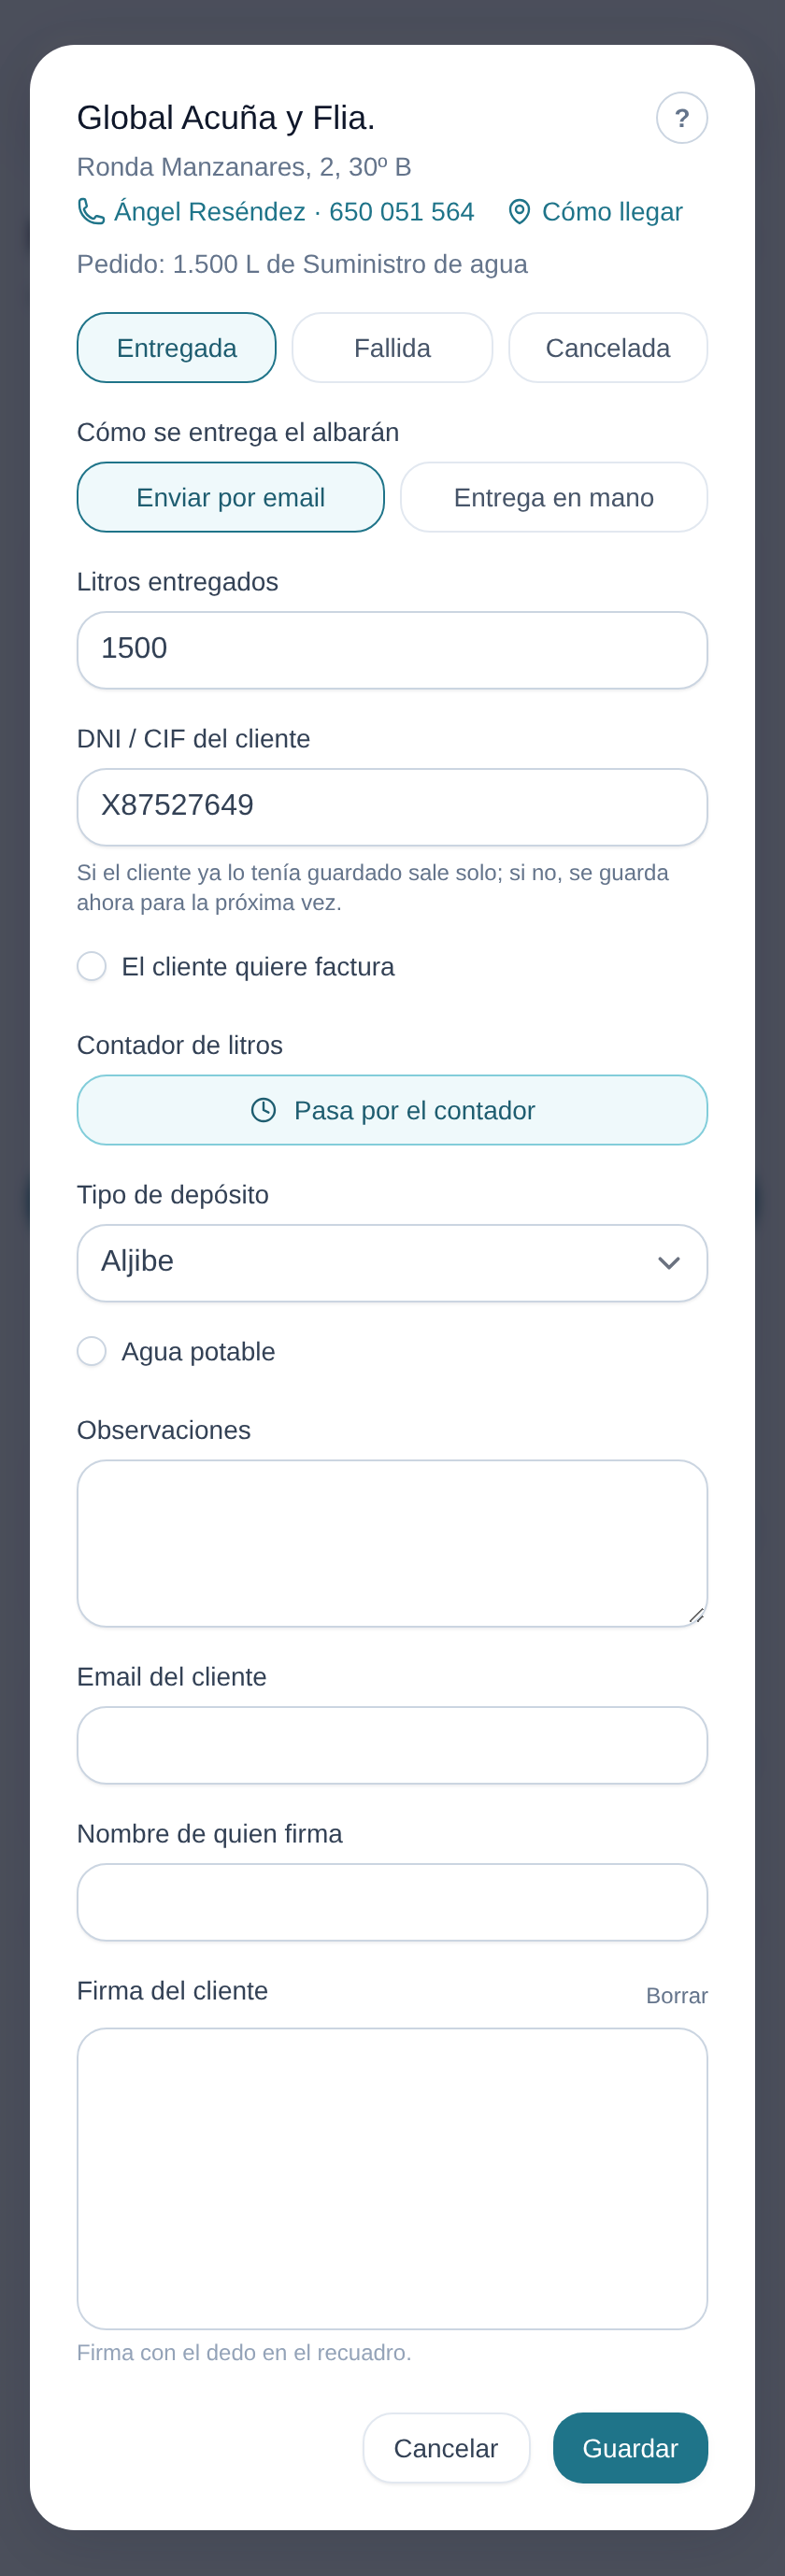 Global Acuña y Flia.
?
Ronda Manzanares, 2, 30º B
Ángel Reséndez · 650 051 564
Cómo llegar
Pedido: 1.500 L de Suministro de agua
Entregada
Fallida
Cancelada
Cómo se entrega el albarán
Enviar por email
Entrega en mano
Litros entregados
1500
DNI / CIF del cliente
X87527649
Si el cliente ya lo tenía guardado sale solo; si no, se guarda
ahora para la próxima vez.
El cliente quiere factura
Contador de litros
Pasa por el contador
Tipo de depósito
Aljibe
Agua potable
Observaciones
Email del cliente
Nombre de quien firma
Firma del cliente
Borrar
Firma con el dedo en el recuadro.
Cancelar
Guardar